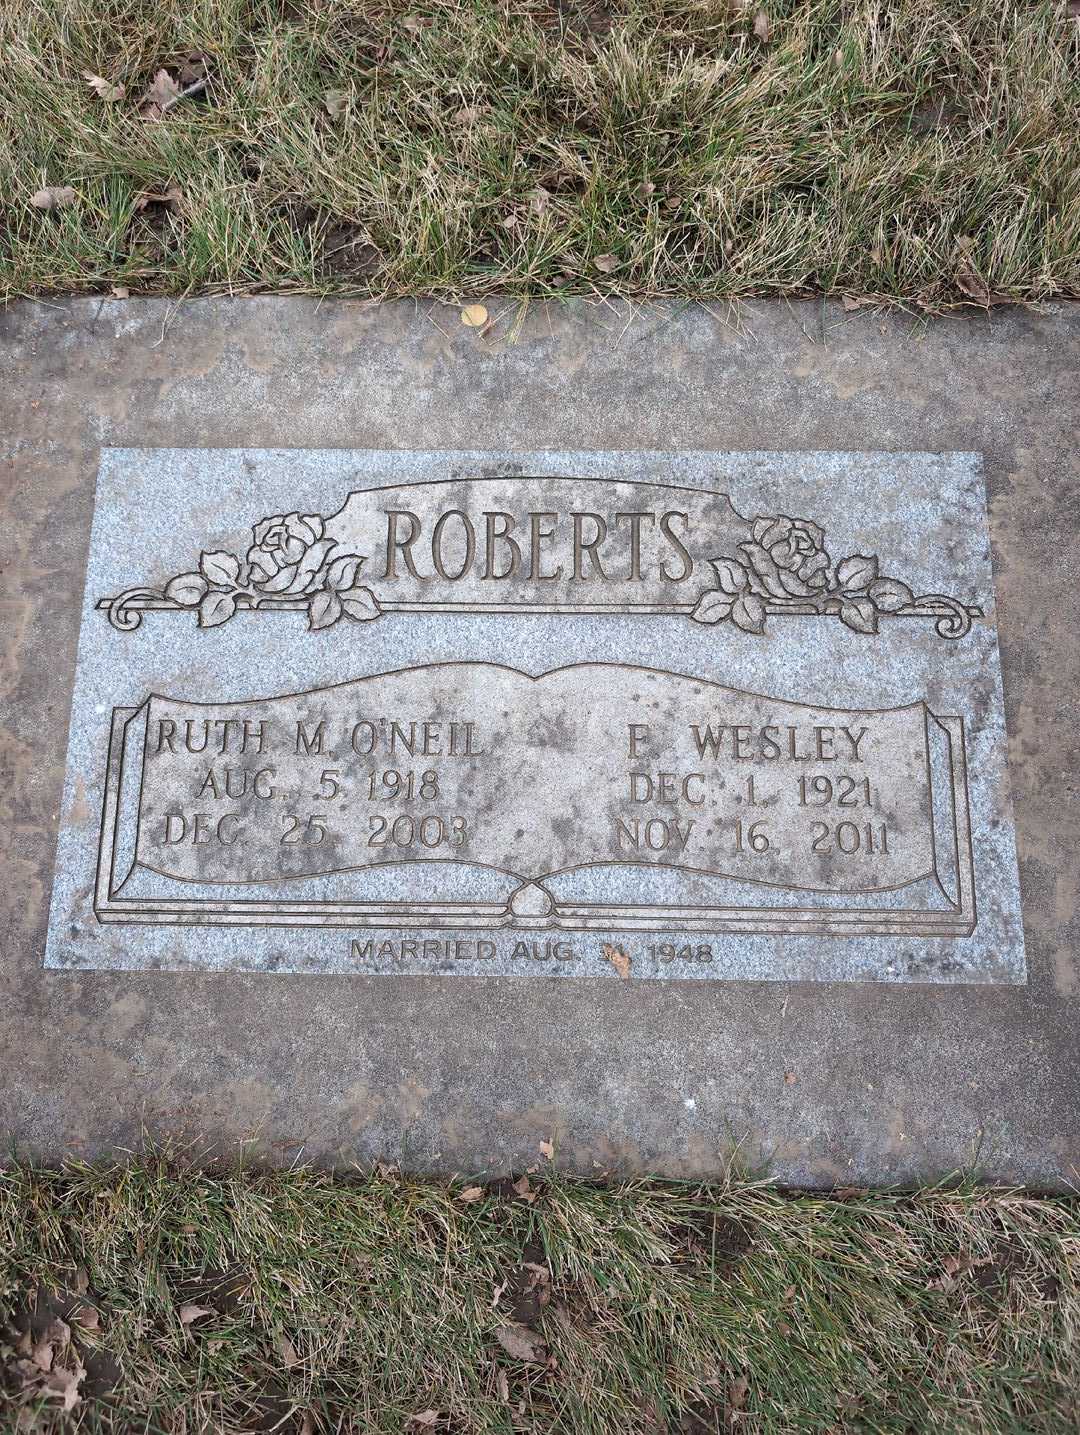 ROBERTS
RUTH M. O'NEIL
AUG. 5, 1918
DEC. 25, 2003
E. WESLEY
DEC. 1, 1921
NOV. 16, 2011
MARRIED AUG. 1948